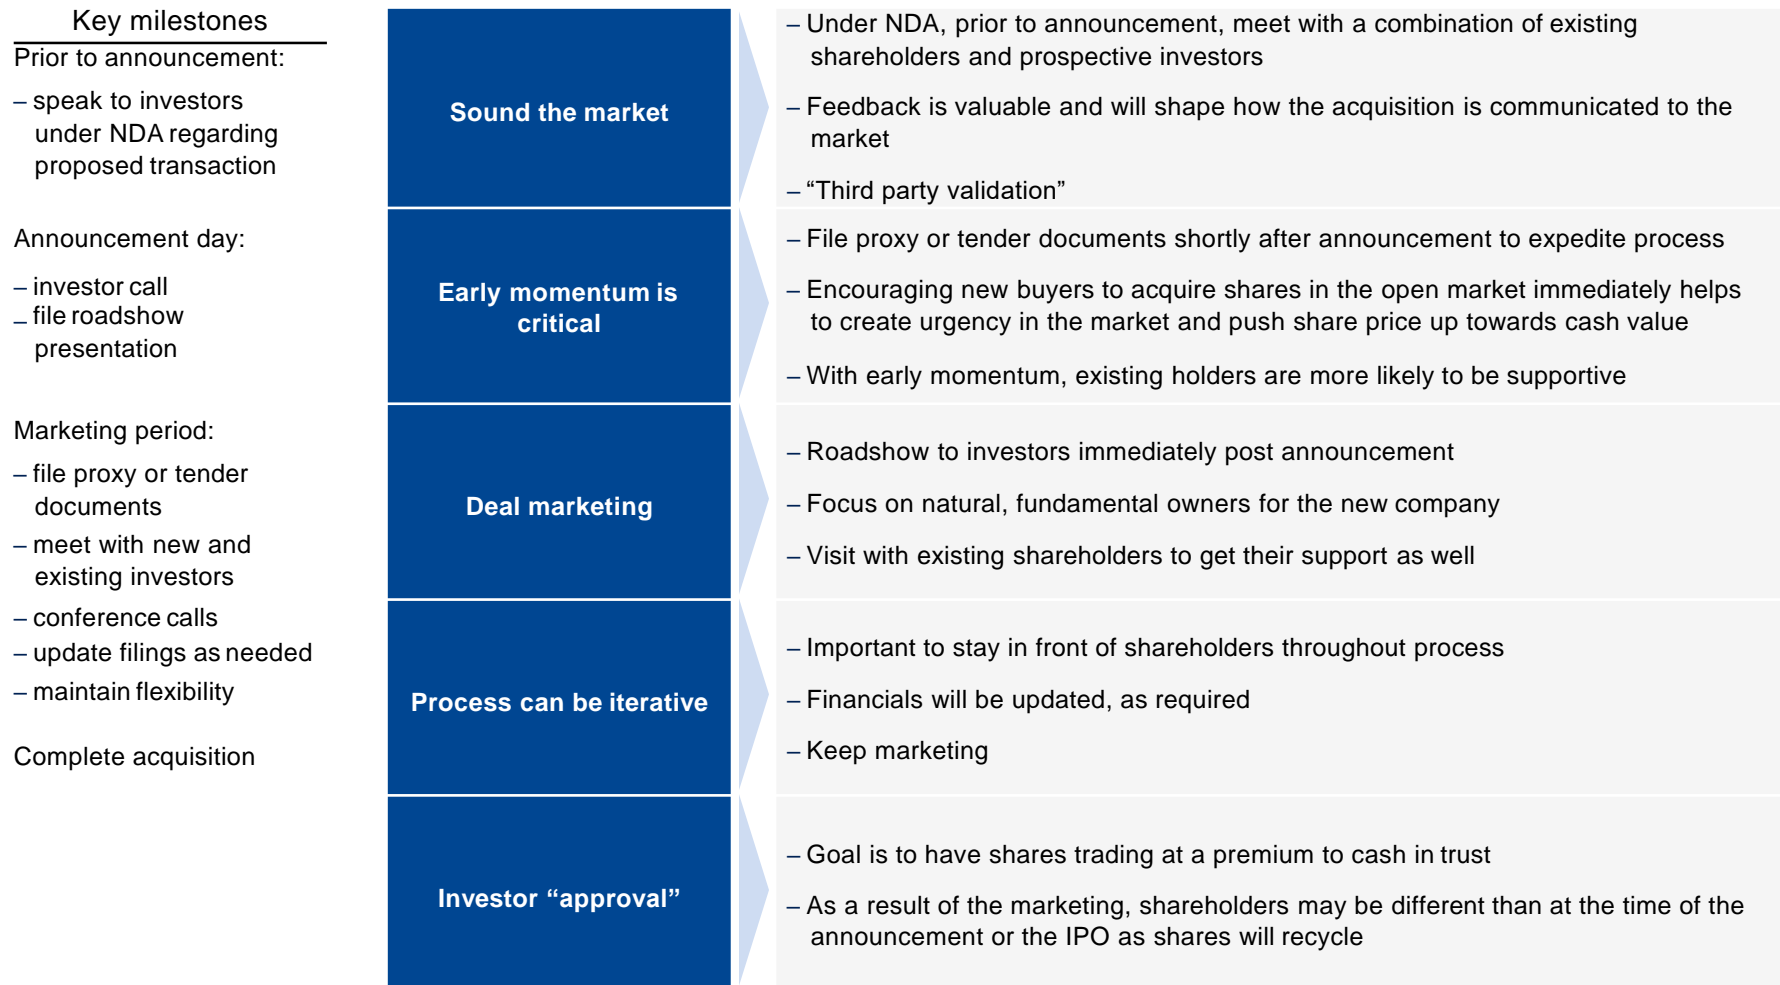 Key milestones
Prior to announcement:
– speak to investors
under NDA regarding
proposed transaction
Announcement day:
– investor call
– file roadshow
presentation
Marketing period:
– file proxy or tender
documents
– meet with new and
existing investors
– conference calls
– update filings as needed
– maintain flexibility
Complete acquisition
Sound the market
– Under NDA, prior to announcement, meet with a combination of existing
shareholders and prospective investors
– Feedback is valuable and will shape how the acquisition is communicated to the
market
– “Third party validation”
Early momentum is
critical
– File proxy or tender documents shortly after announcement to expedite process
– Encouraging new buyers to acquire shares in the open market immediately helps
to create urgency in the market and push share price up towards cash value
– With early momentum, existing holders are more likely to be supportive
Deal marketing
– Roadshow to investors immediately post announcement
– Focus on natural, fundamental owners for the new company
– Visit with existing shareholders to get their support as well
Process can be iterative
– Important to stay in front of shareholders throughout process
– Financials will be updated, as required
– Keep marketing
Investor “approval”
– Goal is to have shares trading at a premium to cash in trust
– As a result of the marketing, shareholders may be different than at the time of the
announcement or the IPO as shares will recycle